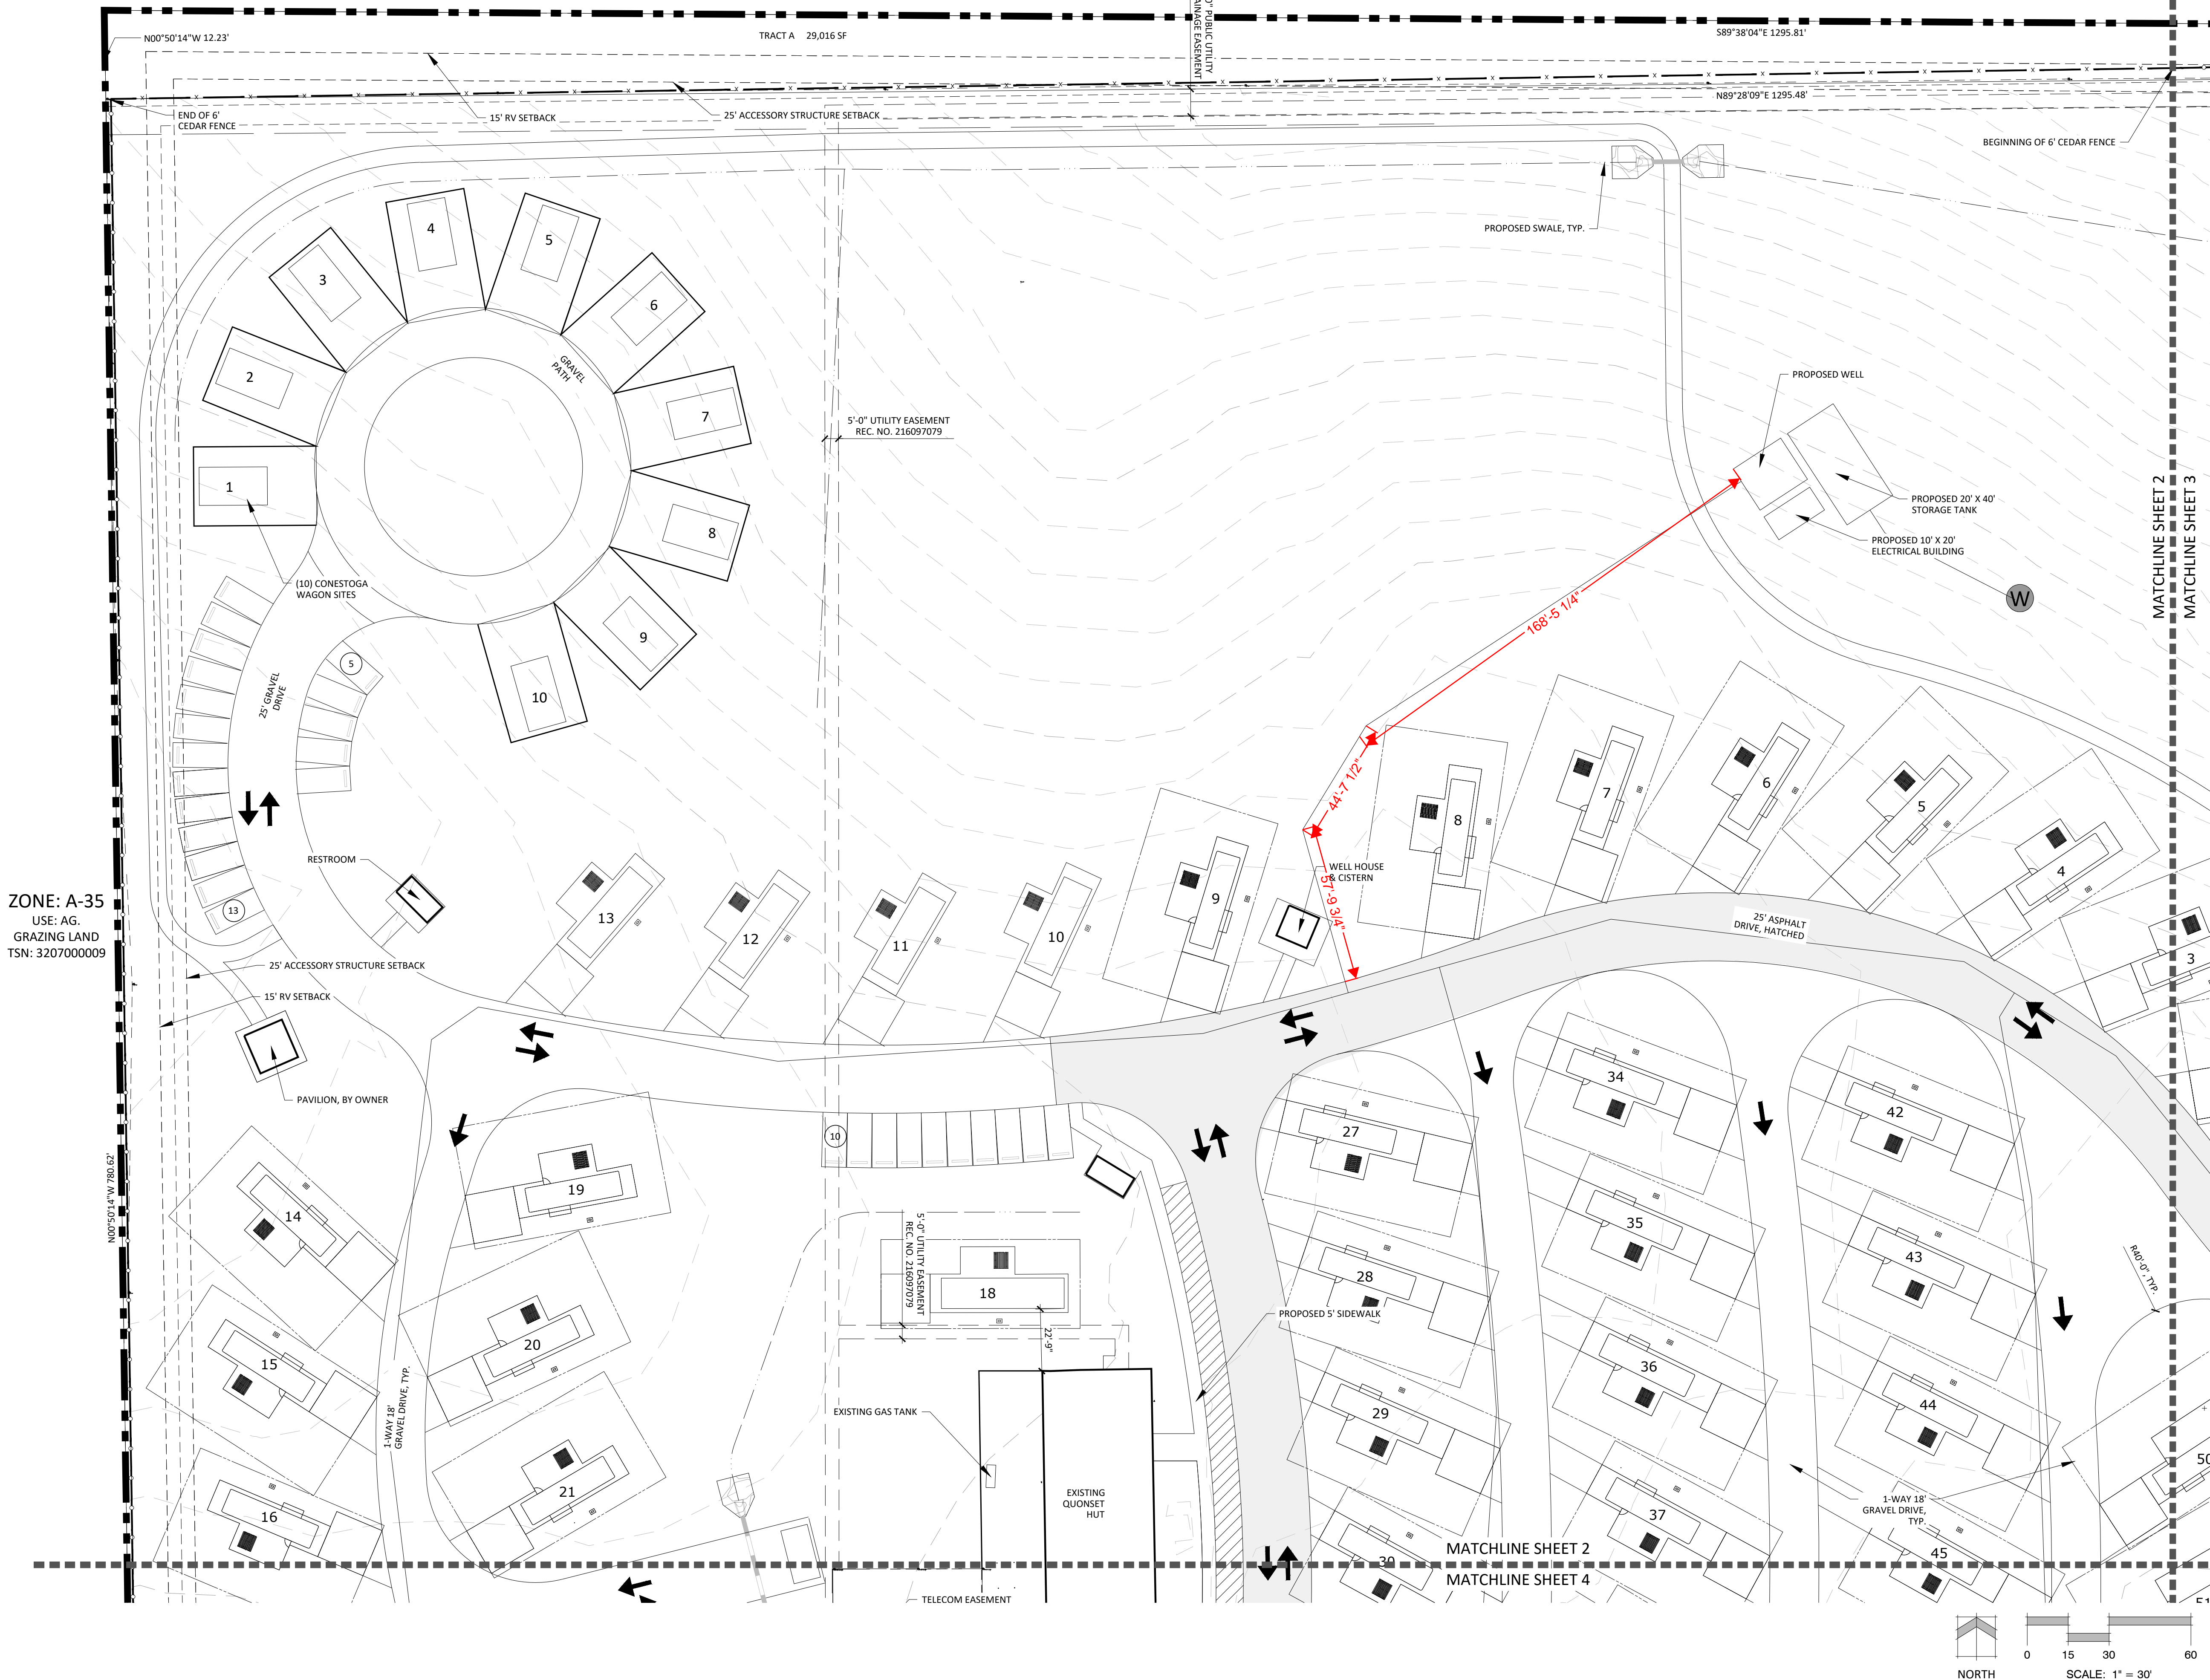 N00°50'14"W 12.23'
TRACT A 29,016 SF
0" PUBLIC UTILITY
AINAGE EASEMENT
S89°38'04"E 1295.81'
END OF 6'
CEDAR FENCE
15' RV SETBACK
25' ACCESSORY STRUCTURE SETBACK
N89°28'09"E 1295.48'
BEGINNING OF 6' CEDAR FENCE
PROPOSED SWALE, TYP.
1
2
3
4
5
6
7
8
9
10
GRAVEL
PATH
5'-0" UTILITY EASEMENT
REC. NO. 216097079
PROPOSED WELL
PROPOSED 20' X 40'
STORAGE TANK
PROPOSED 10' X 20'
ELECTRICAL BUILDING
W
MATCHLINE SHEET 2
MATCHLINE SHEET 3
(10) CONESTOGA
WAGON SITES
5
25' GRAVEL
DRIVE
168'-5 1/4"
44'-7 1/2"
57'-9 3/4"
WELL HOUSE
& CISTERN
RESTROOM
13
ZONE: A-35
USE: AG.
GRAZING LAND
TSN: 3207000009
25' ACCESSORY STRUCTURE SETBACK
15' RV SETBACK
PAVILION, BY OWNER
N00°50'14"W 780.62'
13
12
11
10
9
8
7
6
5
4
3
25' ASPHALT
DRIVE, HATCHED
10
14
15
16
19
20
21
1-WAY 18'
GRAVEL DRIVE, TYP.
5'-0" UTILITY EASEMENT
REC. NO. 216097079
18
22'-9"
PROPOSED 5' SIDEWALK
EXISTING GAS TANK
EXISTING
QUONSET
HUT
TELECOM EASEMENT
27
28
29
30
34
35
36
37
42
43
44
45
50
51
R40'-0", TYP.
1-WAY 18'
GRAVEL DRIVE,
TYP.
MATCHLINE SHEET 2
MATCHLINE SHEET 4
NORTH
0 15 30 60
SCALE: 1" = 30'